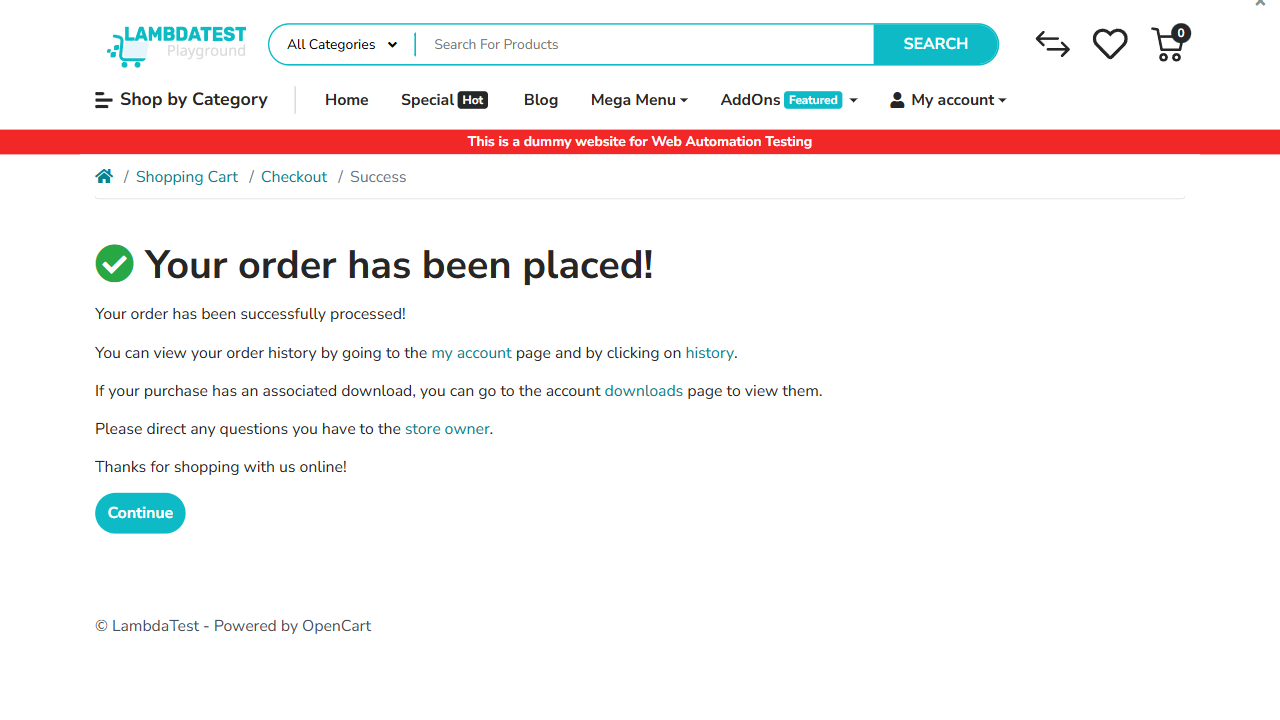 LAMBDATEST
Playground
All Categories
Search For Products
SEARCH
0
Shop by Category
Home
Special Hot
Blog
Mega Menu
AddOns Featured
My account
This is a dummy website for Web Automation Testing
/ Shopping Cart / Checkout / Success
Your order has been placed!
Your order has been successfully processed!
You can view your order history by going to the my account page and by clicking on history.
If your purchase has an associated download, you can go to the account downloads page to view them.
Please direct any questions you have to the store owner.
Thanks for shopping with us online!
Continue
© LambdaTest - Powered by OpenCart